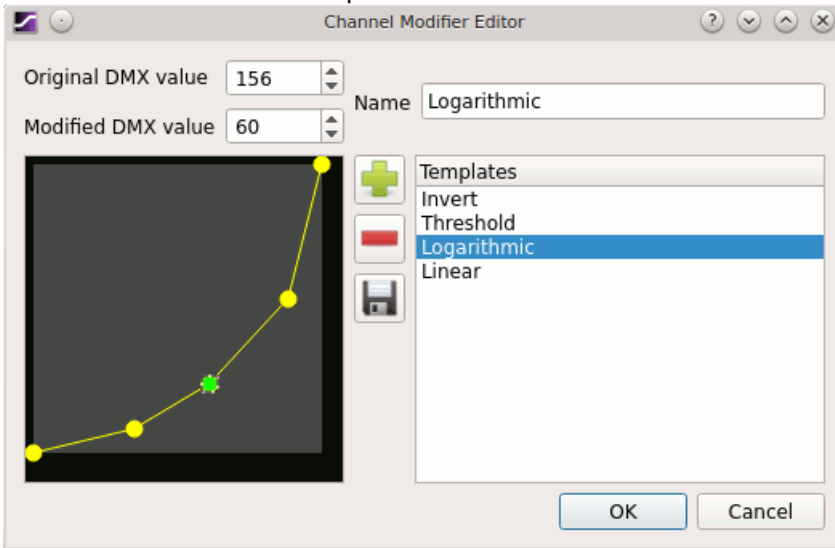 Channel Modifier Editor
Original DMX value 156
Modified DMX value 60
Name Logarithmic
Templates
Invert
Threshold
Logarithmic
Linear
OK Cancel